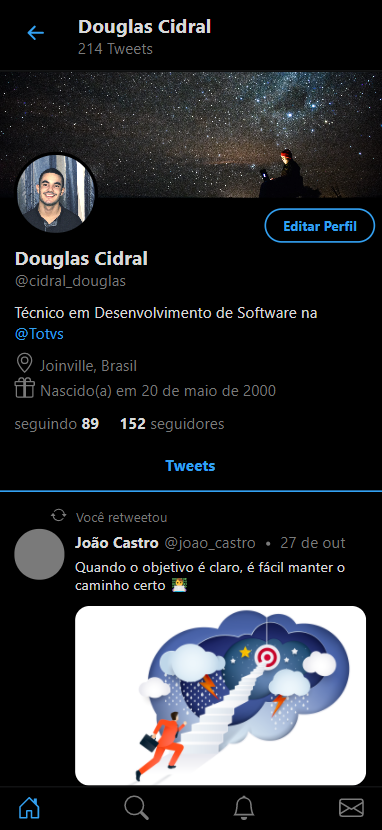 Douglas Cidral
214 Tweets
Editar Perfil
Douglas Cidral
@cidral_douglas
Técnico em Desenvolvimento de Software na
@Totvs
Joinville, Brasil
Nascido(a) em 20 de maio de 2000
seguindo 89 152 seguidores
Tweets
Você retweetou
João Castro @joao_castro • 27 de out
Quando o objetivo é claro, é fácil manter o
caminho certo 👨‍💻